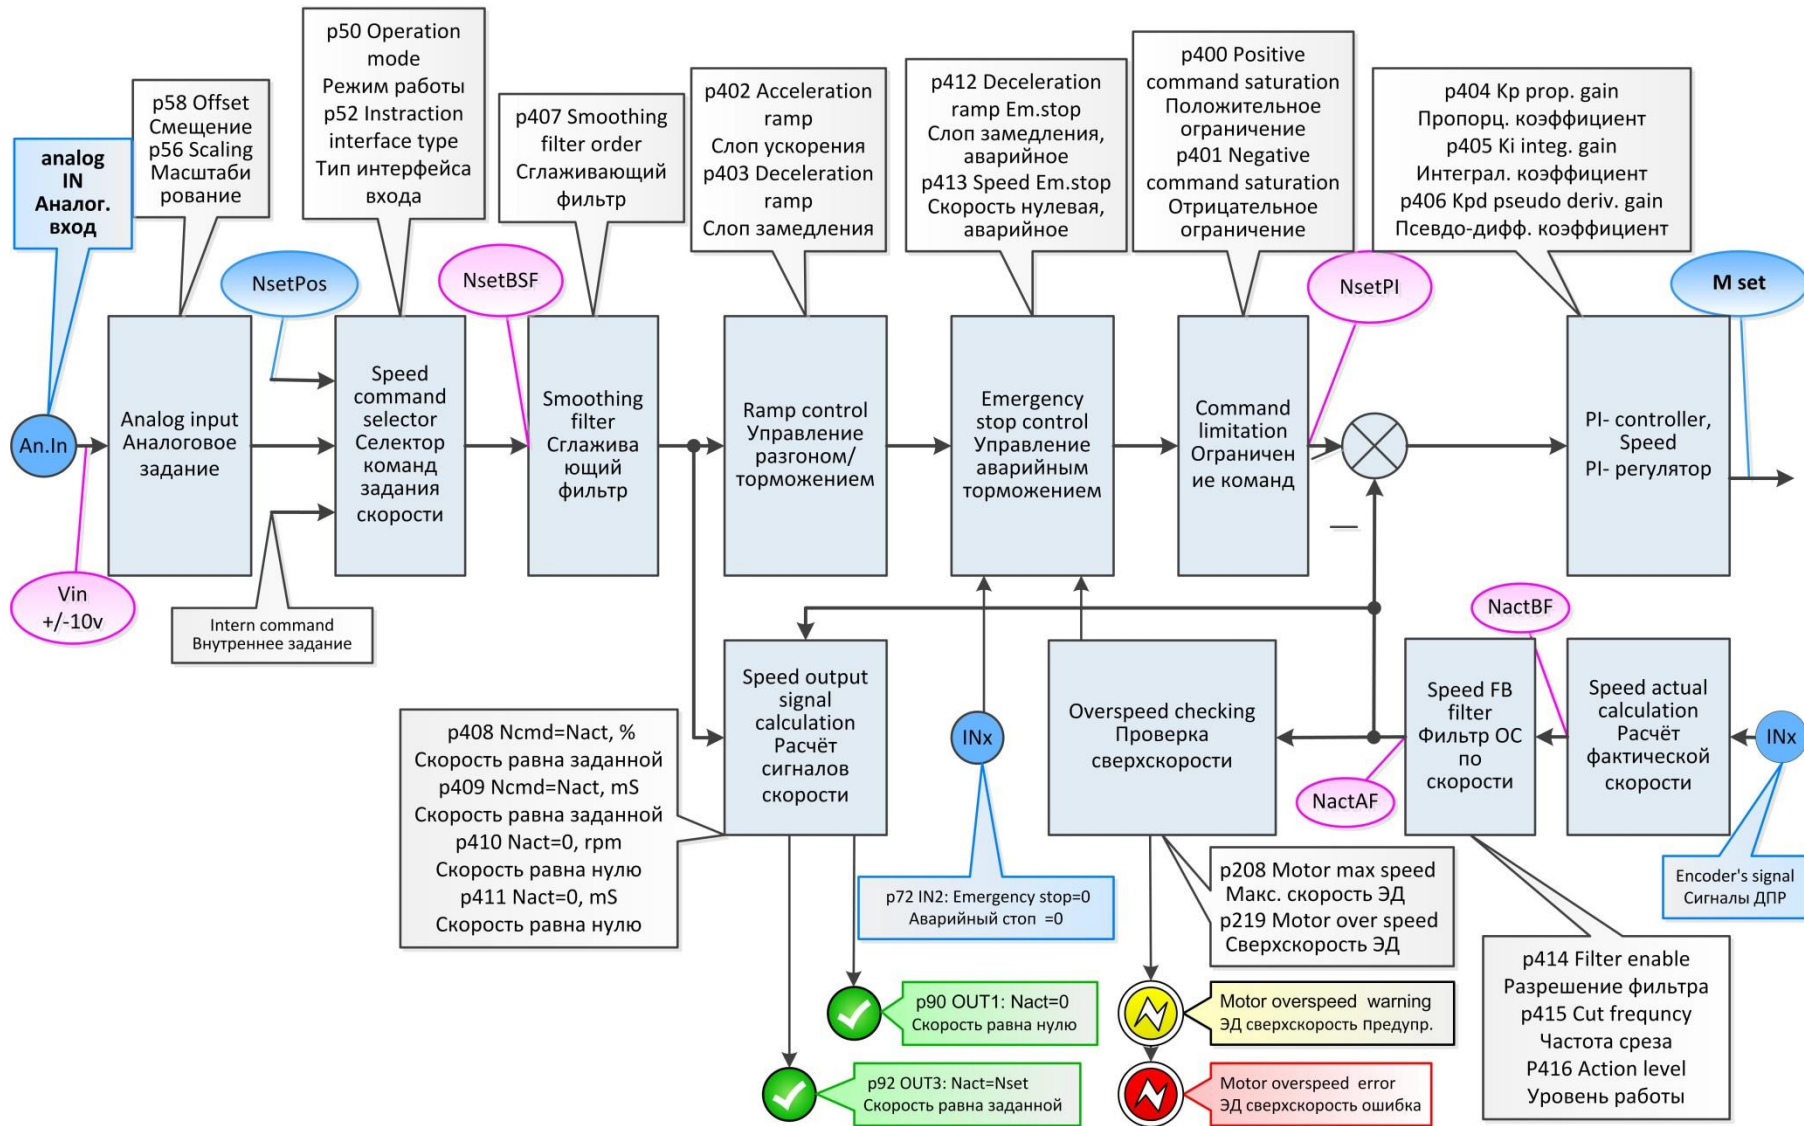 analog
IN
Аналог.
вход
p58 Offset
Смещение
p56 Scaling
Масштаби
рование
p50 Operation
mode
Режим работы
p52 Instraction
interface type
Тип интерфейса
входа
p407 Smoothing
filter order
Сглаживающий
фильтр
p402 Acceleration
ramp
Слоп ускорения
p403 Deceleration
ramp
Слоп замедления
p412 Deceleration
ramp Em.stop
Слоп замедления,
аварийное
p413 Speed Em.stop
Скорость нулевая,
аварийное
p400 Positive
command saturation
Положительное
ограничение
p401 Negative
command saturation
Отрицательное
ограничение
p404 Kp prop. gain
Пропорц. коэффициент
p405 Ki integ. gain
Интеграл. коэффициент
p406 Kpd pseudo deriv. gain
Псевдо-дифф. коэффициент
NsetPos
NsetBSF
NsetPI
M set
An.In
Analog input
Аналоговое
задание
Speed
command
selector
Селектор
команд
задания
скорости
Smoothing
filter
Сглажива
ющий
фильтр
Ramp control
Управление
разгоном/
торможением
Emergency
stop control
Управление
аварийным
торможением
Command
limitation
Ограничен
ие команд
PI- controller,
Speed
PI- регулятор
Vin
+/-10v
Intern command
Внутреннее задание
NactBF
Speed output
signal
calculation
Расчёт
сигналов
скорости
INx
Overspeed checking
Проверка
сверхскорости
NactAF
Speed FB
filter
Фильтр ОС
по
скорости
Speed actual
calculation
Расчёт
фактической
скорости
INx
p408 Ncmd=Nact, %
Скорость равна заданной
p409 Ncmd=Nact, mS
Скорость равна заданной
p410 Nact=0, rpm
Скорость равна нулю
p411 Nact=0, mS
Скорость равна нулю
p72 IN2: Emergency stop=0
Аварийный стоп =0
p208 Motor max speed
Макс. скорость ЭД
p219 Motor over speed
Сверхскорость ЭД
Encoder's signal
Сигналы ДПР
p414 Filter enable
Разрешение фильтра
p415 Cut frequncy
Частота среза
P416 Action level
Уровень работы
p90 OUT1: Nact=0
Скорость равна нулю
Motor overspeed warning
ЭД сверхскорость предупр.
p92 OUT3: Nact=Nset
Скорость равна заданной
Motor overspeed error
ЭД сверхскорость ошибка